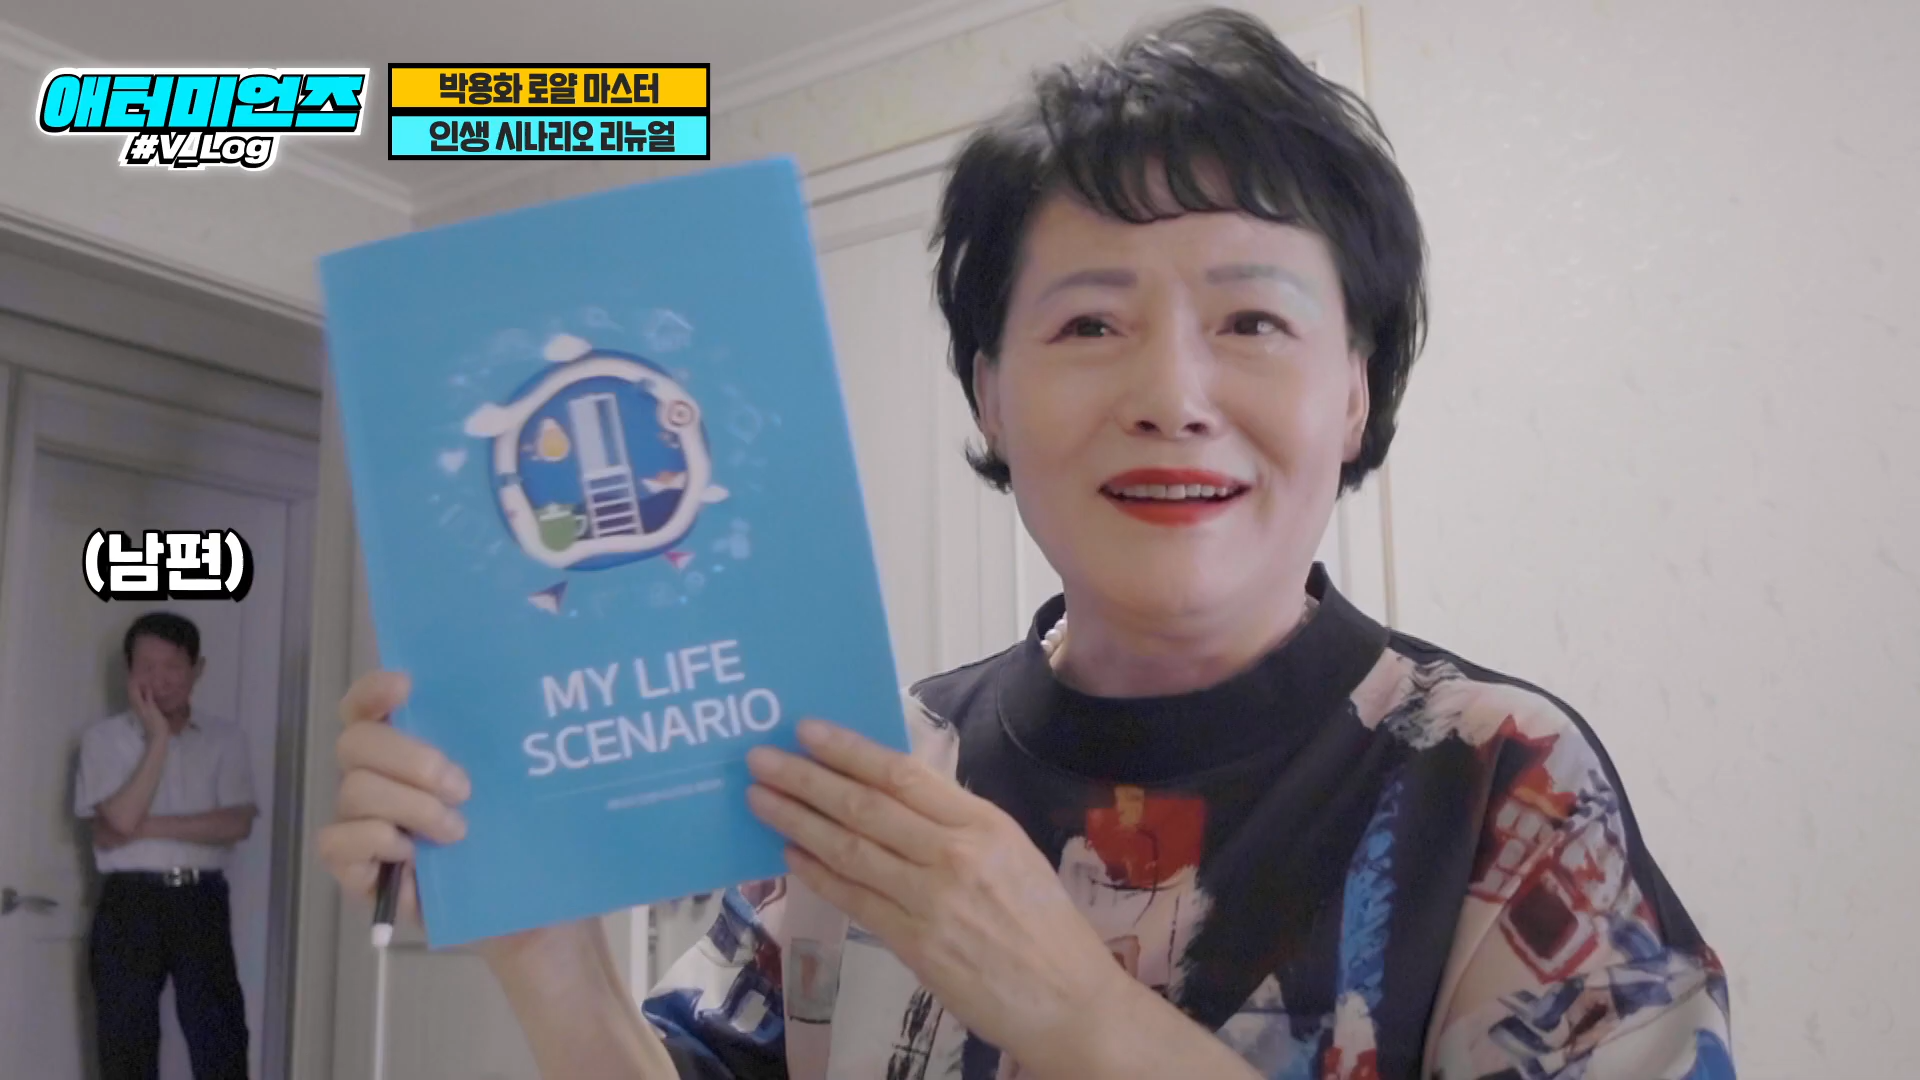 애터미언즈
#V_Log
박용화 로얄 마스터
인생 시나리오 리뉴얼
(남편)
MY LIFE
SCENARIO